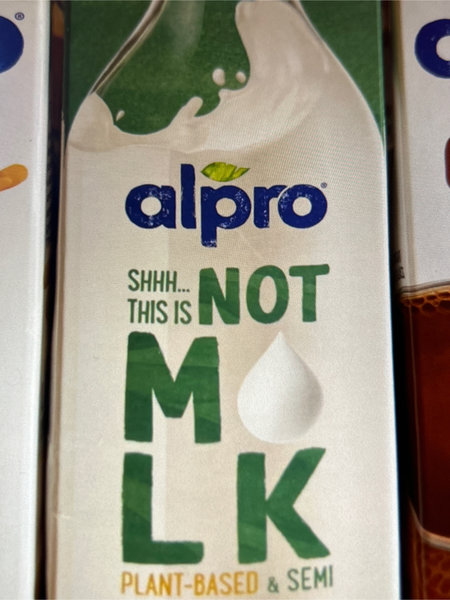 alpro®
SHHH...
THIS IS NOT
M LK
PLANT-BASED & SEMI